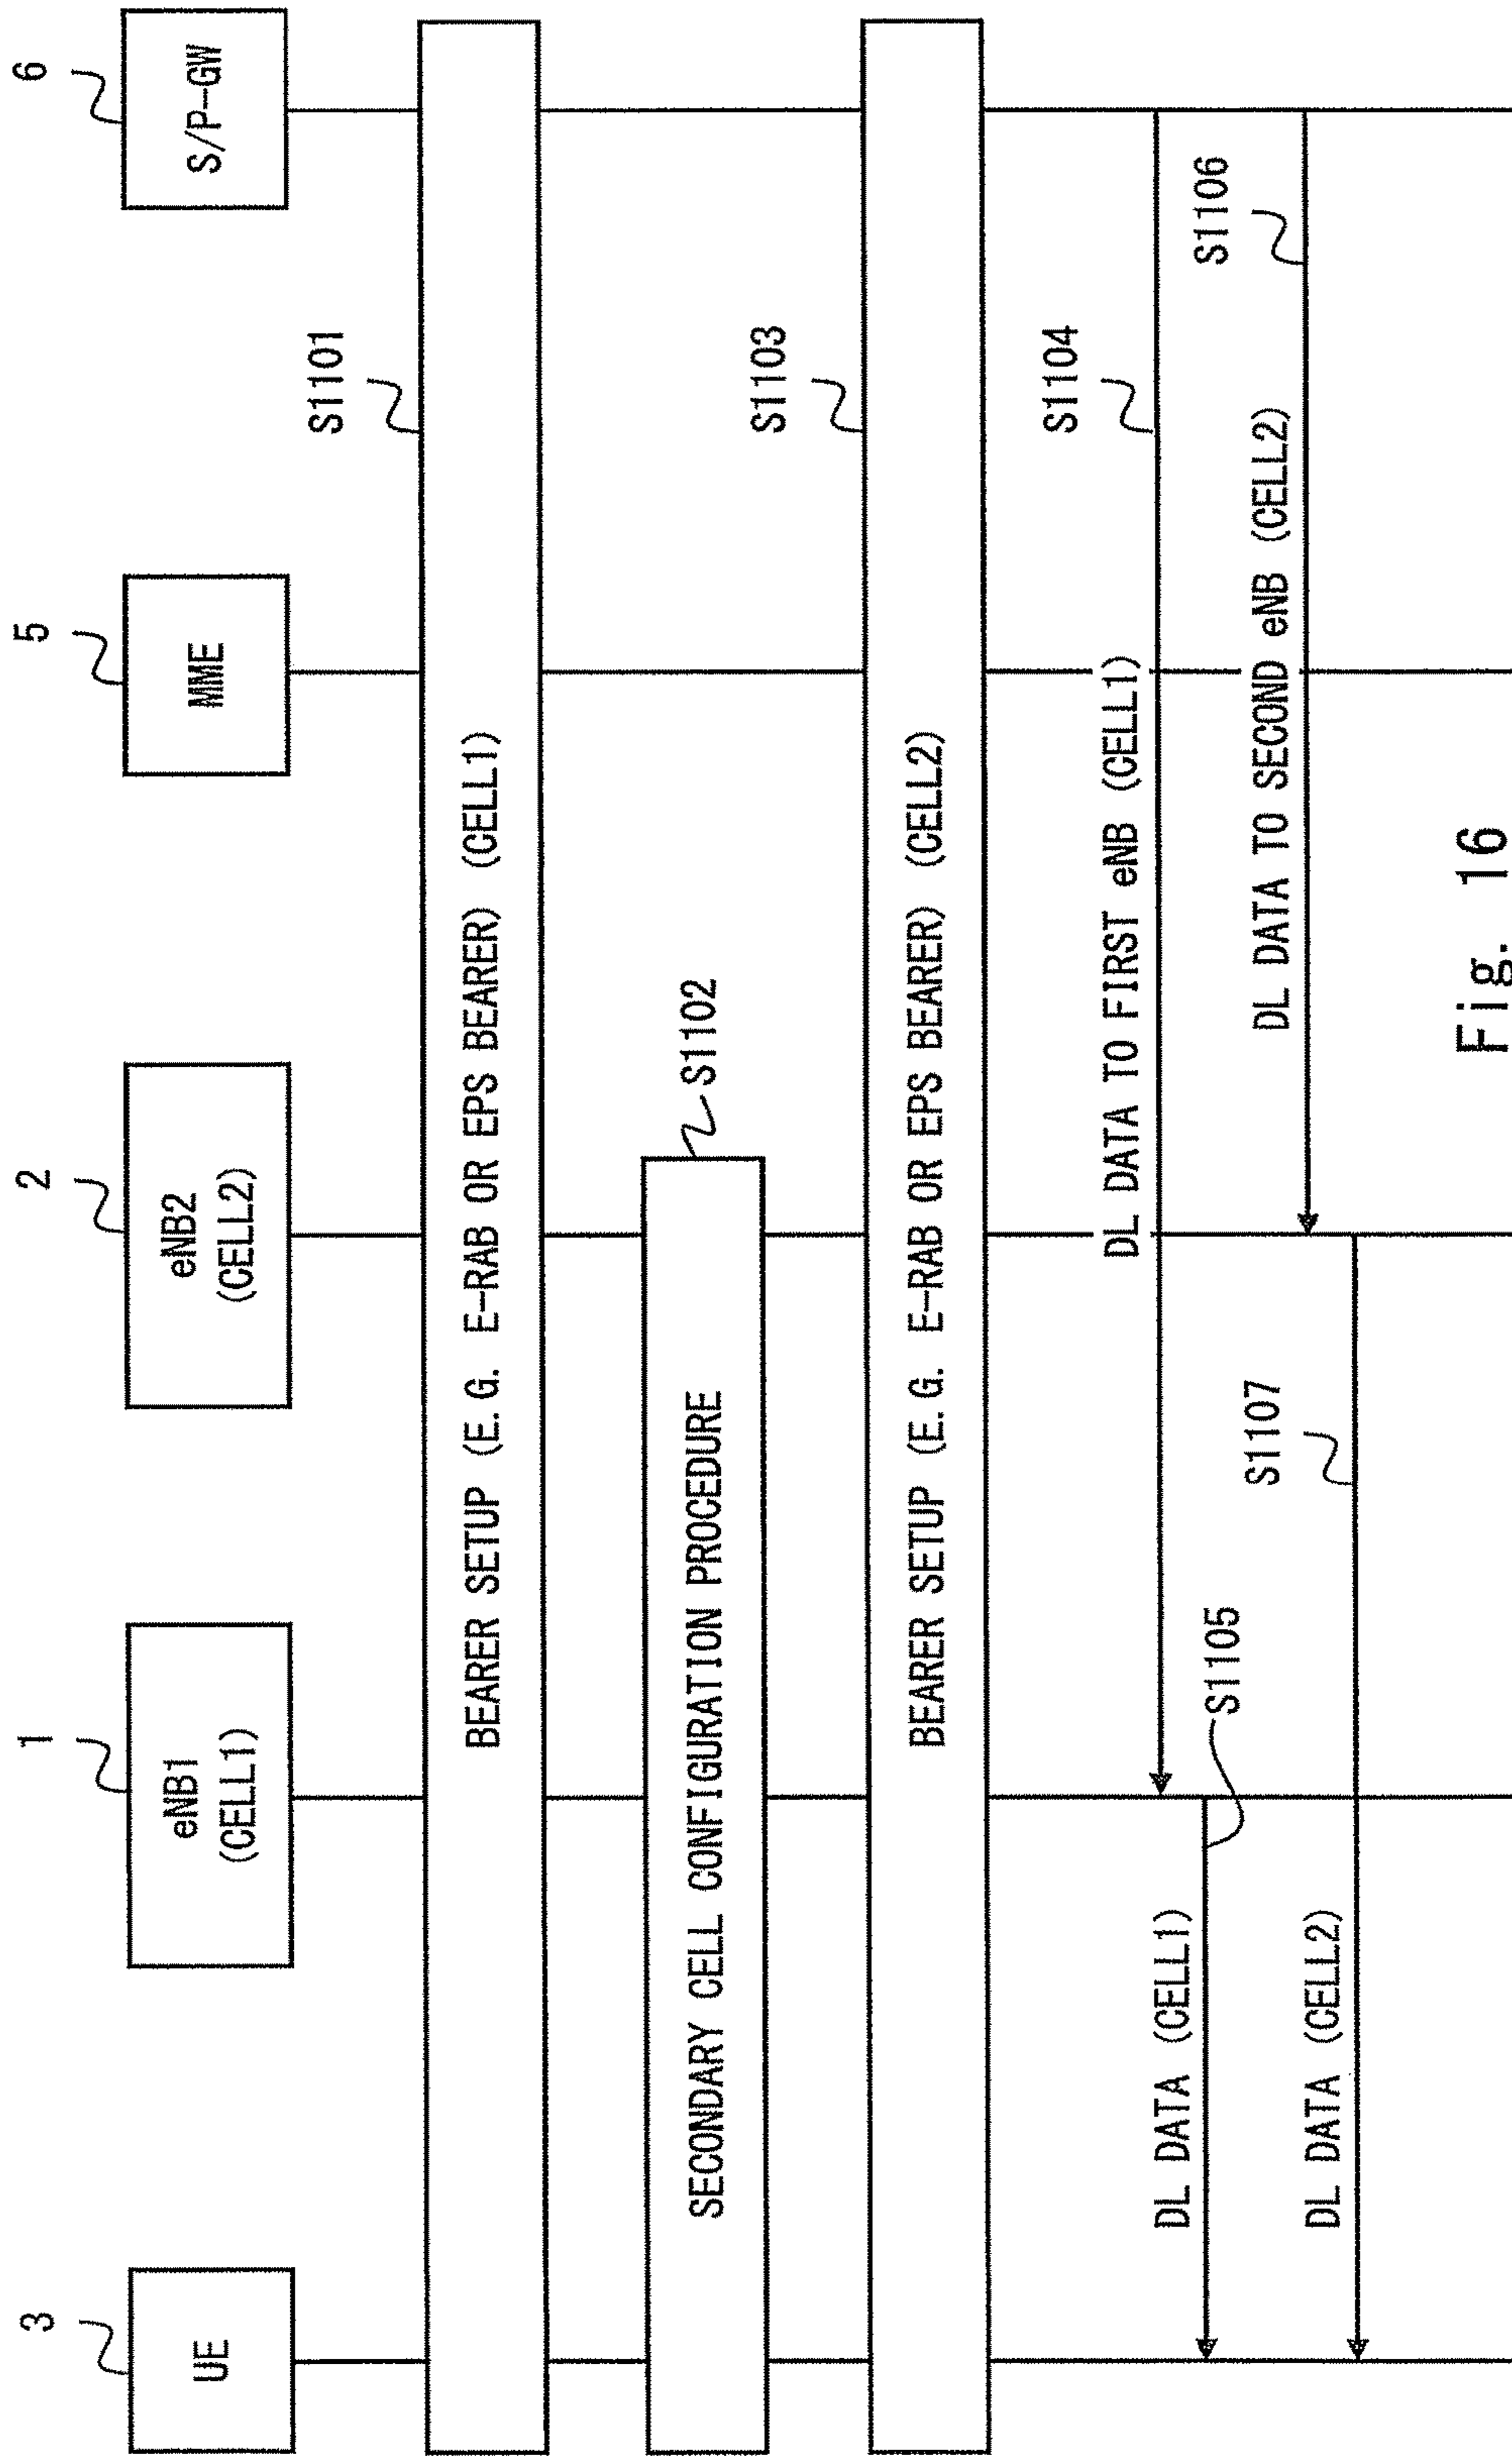 3
1
2
5
6
UE
eNB1
(CELL1)
eNB2
(CELL2)
MME
S/P-GW
S1101
BEARER SETUP (E.G. E-RAB OR EPS BEARER) (CELL1)
SECONDARY CELL CONFIGURATION PROCEDURE
S1102
S1103
BEARER SETUP (E.G. E-RAB OR EPS BEARER) (CELL2)
S1104
DL DATA TO FIRST eNB (CELL1)
S1105
DL DATA (CELL1)
S1106
DL DATA TO SECOND eNB (CELL2)
S1107
DL DATA (CELL2)
Fig. 16